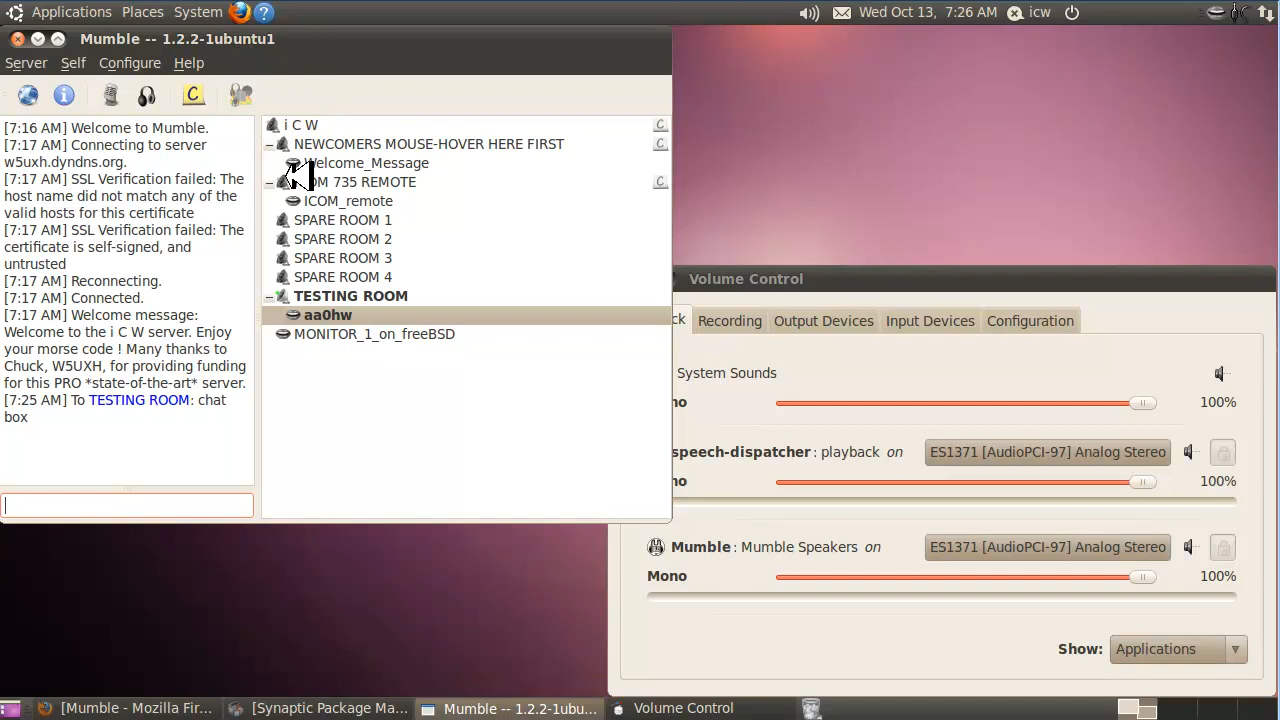 Applications Places System ? Wed Oct 13, 7:26 AM icw
Mumble -- 1.2.2-1ubuntu1
Server Self Configure Help
[7:16 AM] Welcome to Mumble.
[7:17 AM] Connecting to server
w5uxh.dyndns.org.
[7:17 AM] SSL Verification failed: The
host name did not match any of the
valid hosts for this certificate
[7:17 AM] SSL Verification failed: The
certificate is self-signed, and
untrusted
[7:17 AM] Reconnecting.
[7:17 AM] Connected.
[7:17 AM] Welcome message:
Welcome to the i C W server. Enjoy
your morse code ! Many thanks to
Chuck, W5UXH, for providing funding
for this PRO *state-of-the-art* server.
[7:25 AM] To TESTING ROOM: chat
box
i C W C
NEWCOMERS MOUSE-HOVER HERE FIRST C
Welcome_Message
735 REMOTE C
ICOM_remote
SPARE ROOM 1
SPARE ROOM 2
SPARE ROOM 3
SPARE ROOM 4
TESTING ROOM
aa0hw
MONITOR_1_on_freeBSD
Volume Control
Recording Output Devices Input Devices Configuration
System Sounds
100%
speech-dispatcher : playback on ES1371 [AudioPCI-97] Analog Stereo
100%
Mumble : Mumble Speakers on ES1371 [AudioPCI-97] Analog Stereo
Mono 100%
Show: Applications
[Mumble - Mozilla Fir... [Synaptic Package Ma... Mumble -- 1.2.2-1ubu... Volume Control